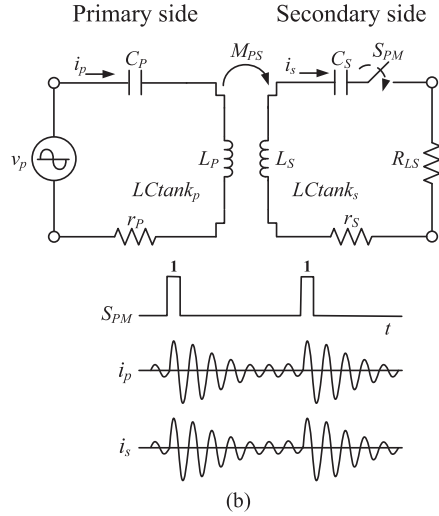 Primary side Secondary side
i_p C_P M_PS i_s C_S S_PM
v_p L_P L_S R_LS
LCtank_p LCtank_s
r_P r_S
1 1
S_PM t
i_p
i_s
(b)